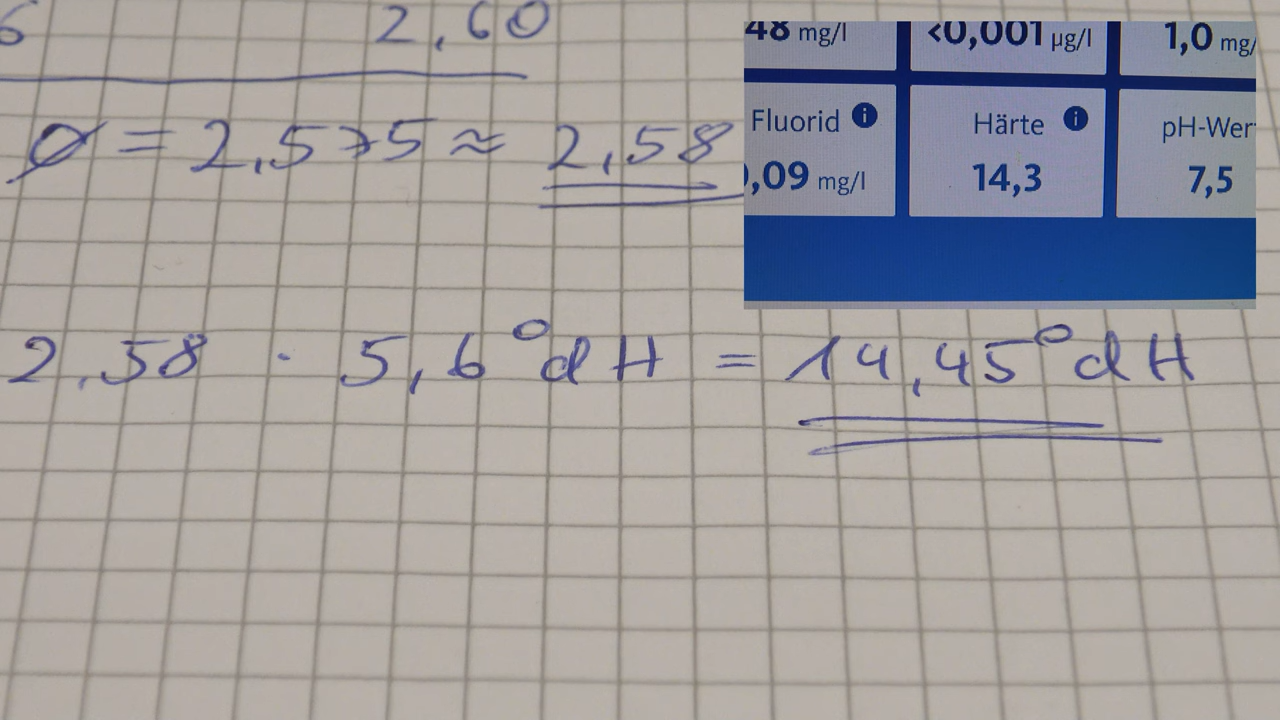 6 2,60
Ø = 2,575 ≈ 2,58
2,58 · 5,6°dH = 14,45°dH
48 mg/l <0,001 µg/l 1,0 mg/
Fluorid Härte pH-Wer
,09 mg/l 14,3 7,5